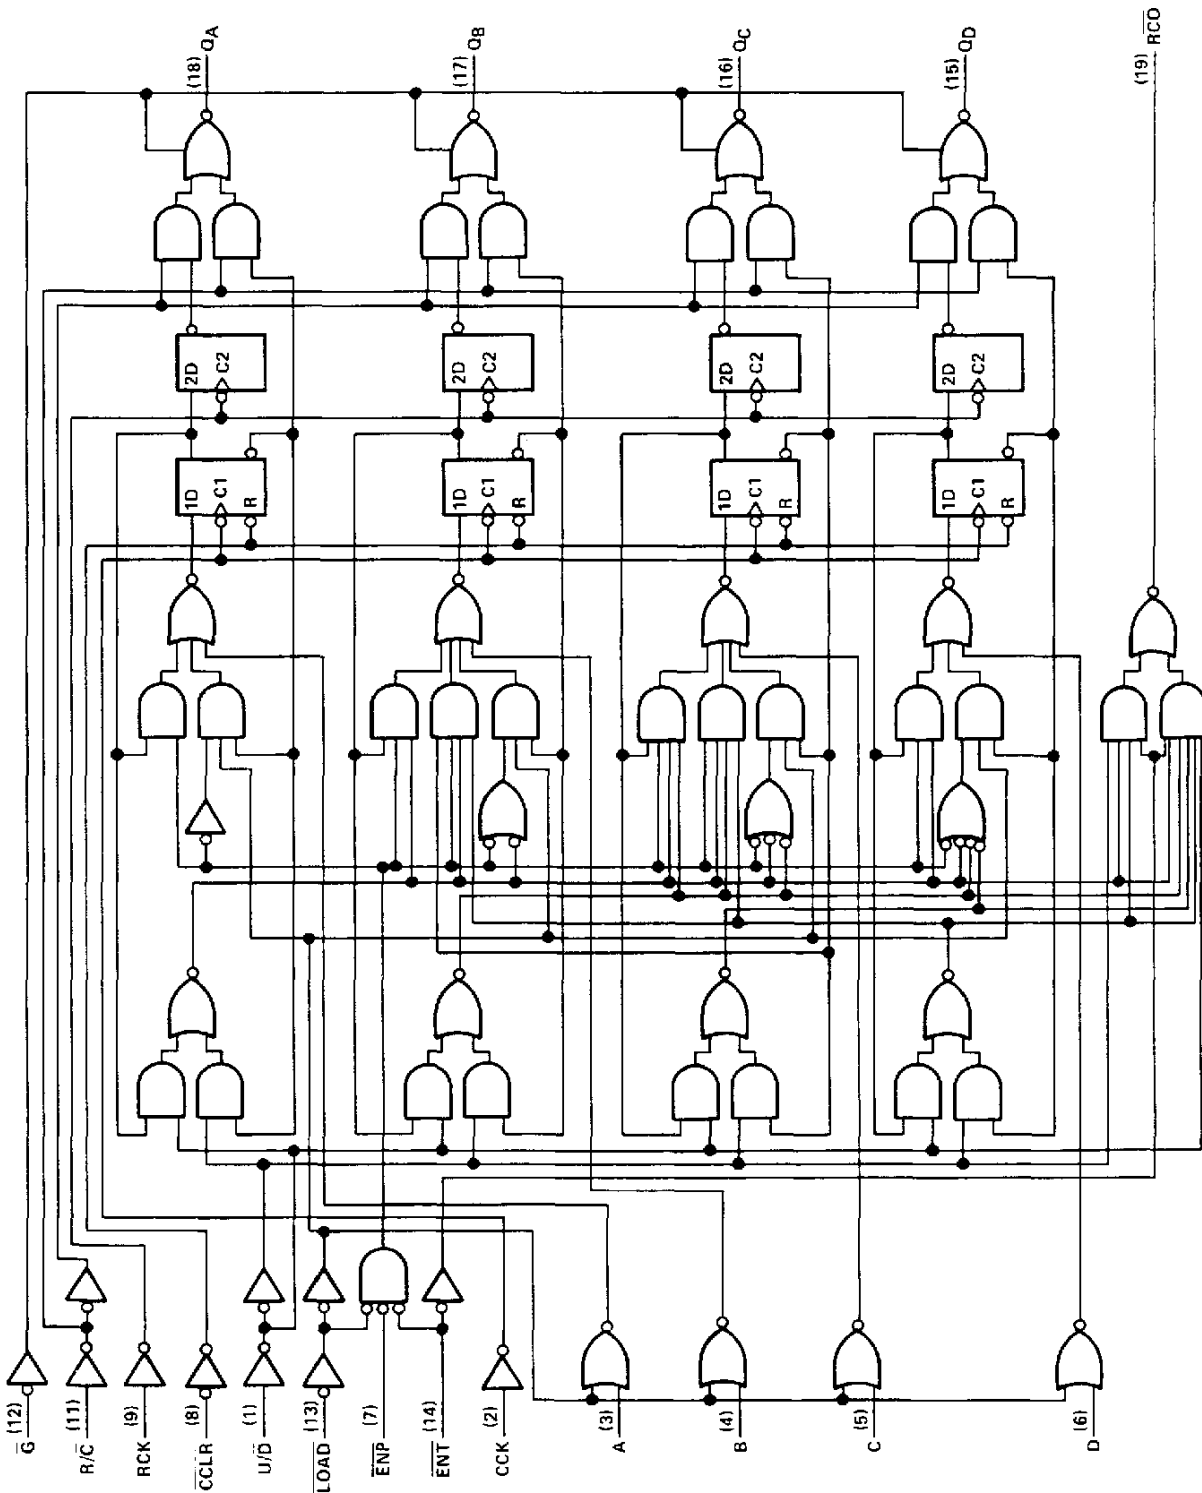 (18) QA
(17) QB
(16) QC
(15) QD
(19) RCO
2D C2
2D C2
2D C2
2D C2
1D C1 R
1D C1 R
1D C1 R
1D C1 R
G (12)
R/C (11)
RCK (9)
CCLR (8)
U/D (1)
LOAD (13)
ENP (7)
ENT (14)
CCK (2)
A (3)
B (4)
C (5)
D (6)